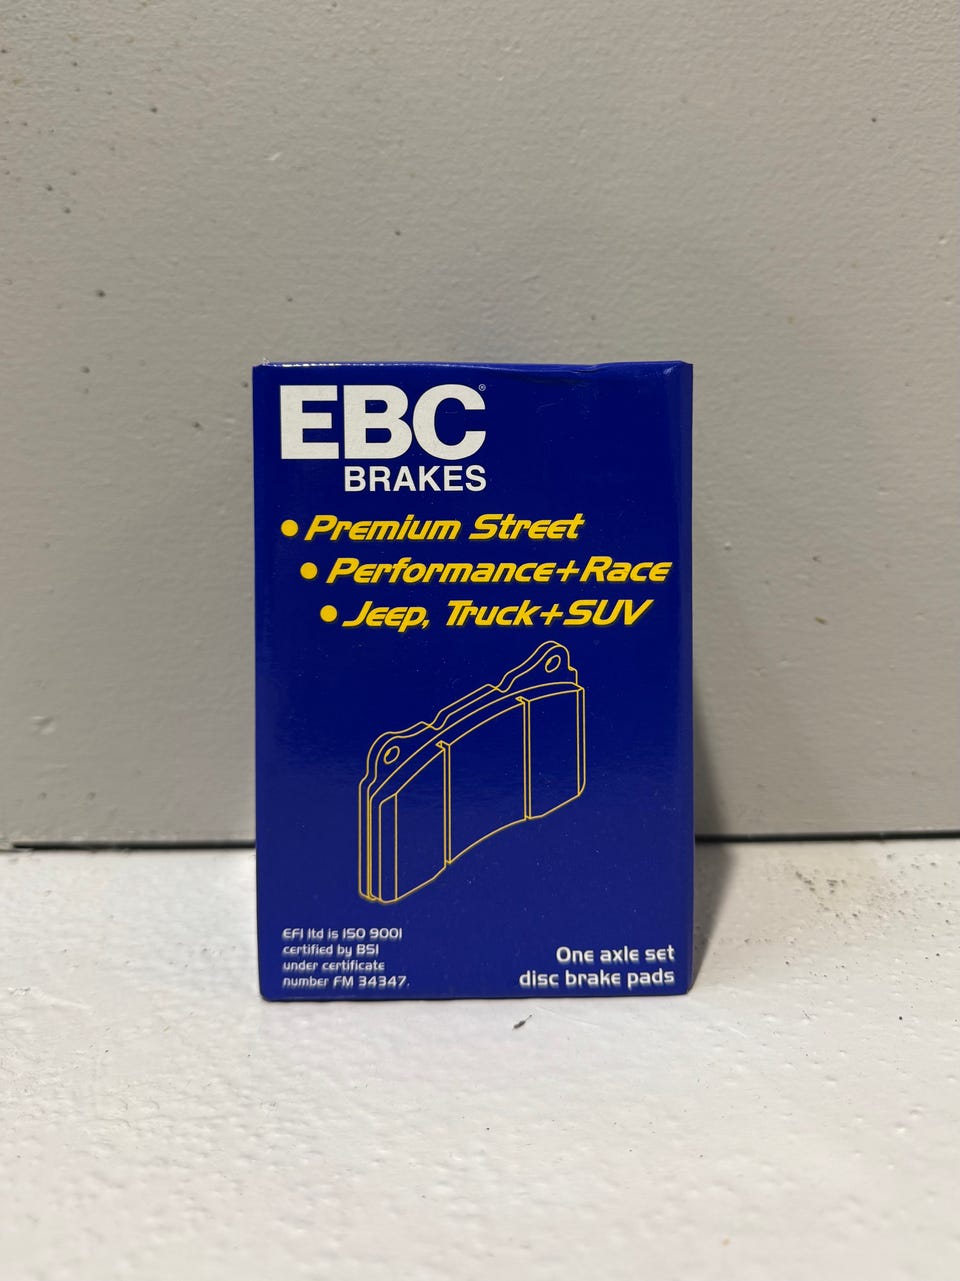 EBC®
BRAKES
• Premium Street
• Performance+Race
• Jeep, Truck+SUV
EFI ltd is ISO 9001
certified by BSI
under certificate
number FM 34347.
One axle set
disc brake pads